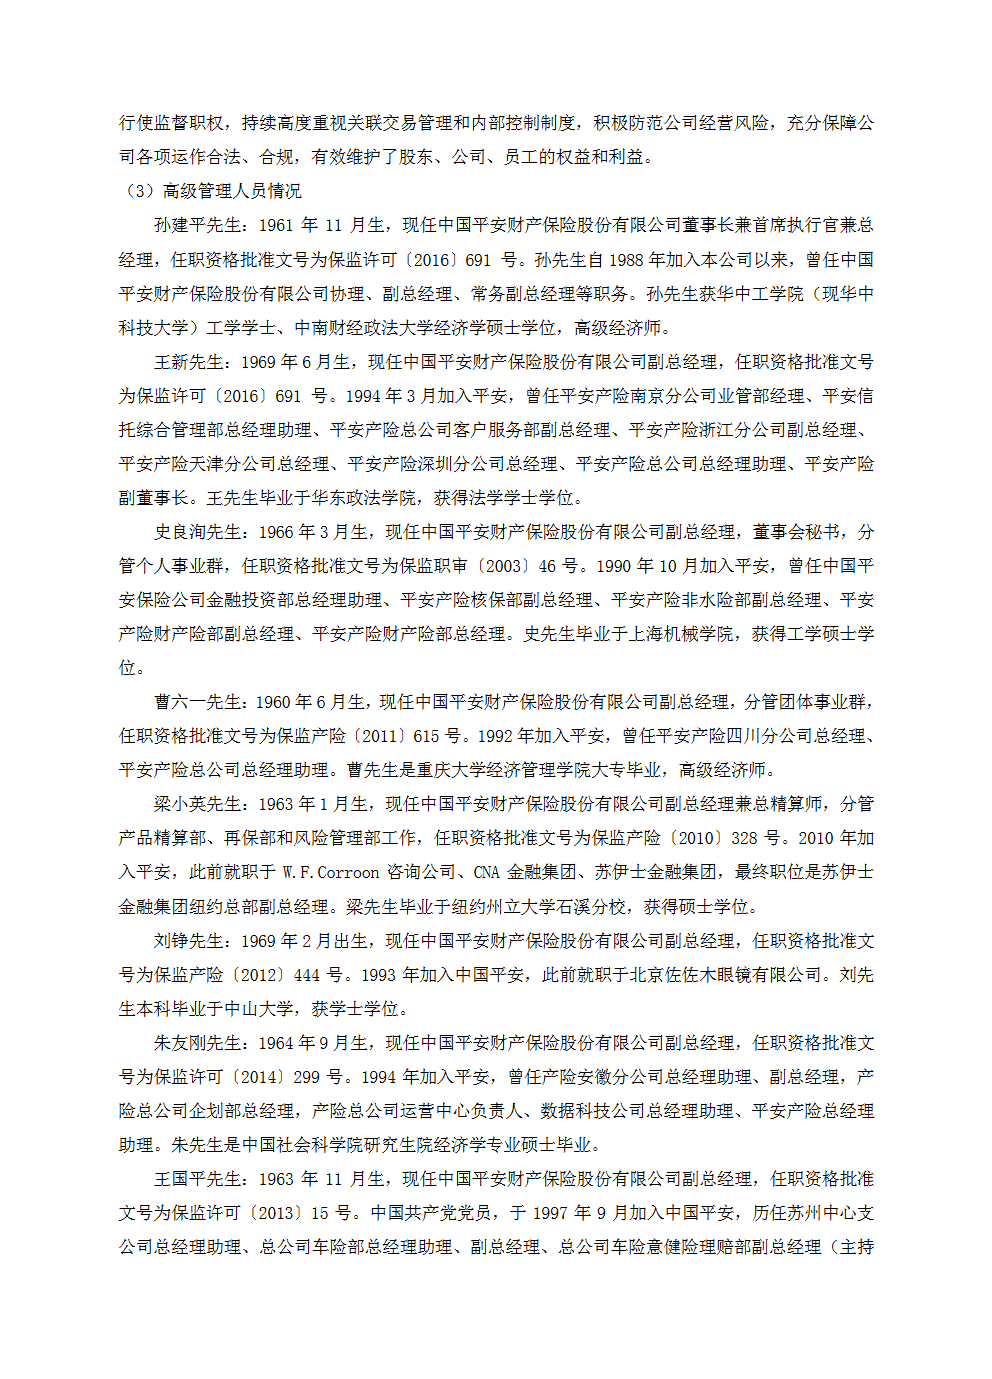 行使监督职权，持续高度重视关联交易管理和内部控制制度，积极防范公司经营风险，充分保障公
司各项运作合法、合规，有效维护了股东、公司、员工的权益和利益。
（3）高级管理人员情况
孙建平先生：1961 年 11 月生，现任中国平安财产保险股份有限公司董事长兼首席执行官兼总
经理，任职资格批准文号为保监许可〔2016〕691 号。孙先生自 1988 年加入本公司以来，曾任中国
平安财产保险股份有限公司协理、副总经理、常务副总经理等职务。孙先生获华中工学院（现华中
科技大学）工学学士、中南财经政法大学经济学硕士学位，高级经济师。
王新先生：1969 年 6 月生，现任中国平安财产保险股份有限公司副总经理，任职资格批准文号
为保监许可〔2016〕691 号。1994 年 3 月加入平安，曾任平安产险南京分公司业管部经理、平安信
托综合管理部总经理助理、平安产险总公司客户服务部副总经理、平安产险浙江分公司副总经理、
平安产险天津分公司总经理、平安产险深圳分公司总经理、平安产险总公司总经理助理、平安产险
副董事长。王先生毕业于华东政法学院，获得法学学士学位。
史良洵先生：1966 年 3 月生，现任中国平安财产保险股份有限公司副总经理，董事会秘书，分
管个人事业群，任职资格批准文号为保监职审〔2003〕46 号。1990 年 10 月加入平安，曾任中国平
安保险公司金融投资部总经理助理、平安产险核保部副总经理、平安产险非水险部副总经理、平安
产险财产险部副总经理、平安产险财产险部总经理。史先生毕业于上海机械学院，获得工学硕士学
位。
曹六一先生：1960 年 6 月生，现任中国平安财产保险股份有限公司副总经理，分管团体事业群，
任职资格批准文号为保监产险〔2011〕615 号。1992 年加入平安，曾任平安产险四川分公司总经理、
平安产险总公司总经理助理。曹先生是重庆大学经济管理学院大专毕业，高级经济师。
梁小英先生：1963 年 1 月生，现任中国平安财产保险股份有限公司副总经理兼总精算师，分管
产品精算部、再保部和风险管理部工作，任职资格批准文号为保监产险〔2010〕328 号。2010 年加
入平安，此前就职于 W.F.Corroon 咨询公司、CNA 金融集团、苏伊士金融集团，最终职位是苏伊士
金融集团纽约总部副总经理。梁先生毕业于纽约州立大学石溪分校，获得硕士学位。
刘铮先生：1969 年 2 月出生，现任中国平安财产保险股份有限公司副总经理，任职资格批准文
号为保监产险〔2012〕444 号。1993 年加入中国平安，此前就职于北京佐佐木眼镜有限公司。刘先
生本科毕业于中山大学，获学士学位。
朱友刚先生：1964 年 9 月生，现任中国平安财产保险股份有限公司副总经理，任职资格批准文
号为保监许可〔2014〕299 号。1994 年加入平安，曾任产险安徽分公司总经理助理、副总经理，产
险总公司企划部总经理，产险总公司运营中心负责人、数据科技公司总经理助理、平安产险总经理
助理。朱先生是中国社会科学院研究生院经济学专业硕士毕业。
王国平先生：1963 年 11 月生，现任中国平安财产保险股份有限公司副总经理，任职资格批准
文号为保监许可〔2013〕15 号。中国共产党党员，于 1997 年 9 月加入中国平安，历任苏州中心支
公司总经理助理、总公司车险部总经理助理、副总经理、总公司车险意健险理赔部副总经理（主持